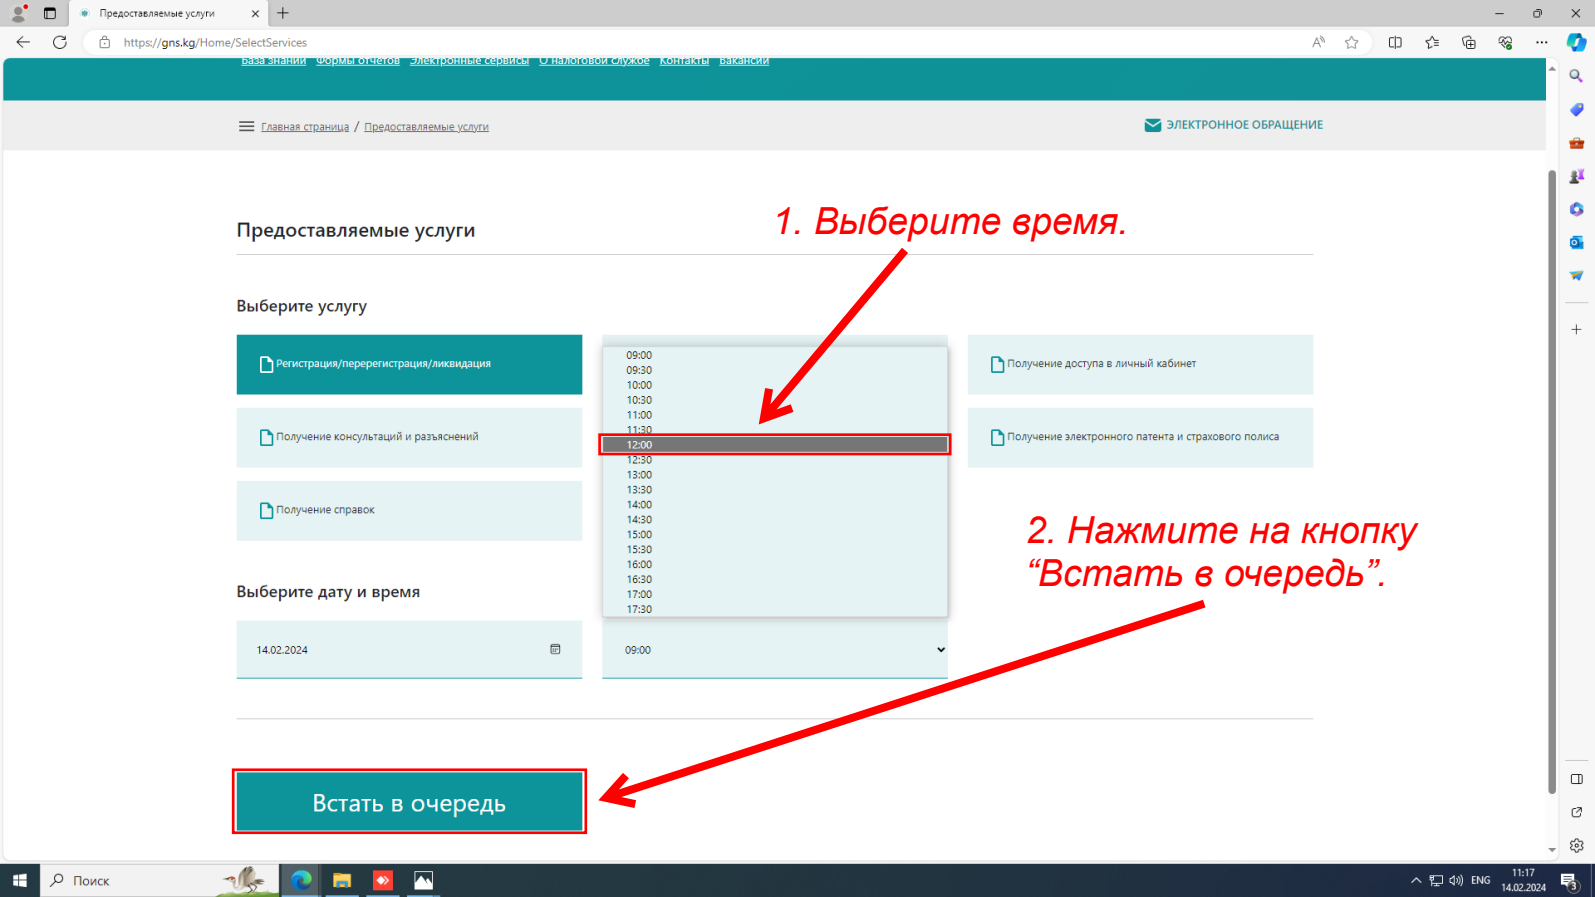 Предоставляемые услуги
https://gns.kg/Home/SelectServices
База знаний Формы отчетов Электронные сервисы О налоговой службе Контакты Вакансии
Главная страница / Предоставляемые услуги
ЭЛЕКТРОННОЕ ОБРАЩЕНИЕ
Предоставляемые услуги
1. Выберите время.
Выберите услугу
Регистрация/перерегистрация/ликвидация
Получение доступа в личный кабинет
Получение консультаций и разъяснений
Получение электронного патента и страхового полиса
Получение справок
09:00
09:30
10:00
10:30
11:00
11:30
12:00
12:30
13:00
13:30
14:00
14:30
15:00
15:30
16:00
16:30
17:00
17:30
2. Нажмите на кнопку
“Встать в очередь”.
Выберите дату и время
14.02.2024
09:00
Встать в очередь
Поиск
ENG
11:17
14.02.2024
3